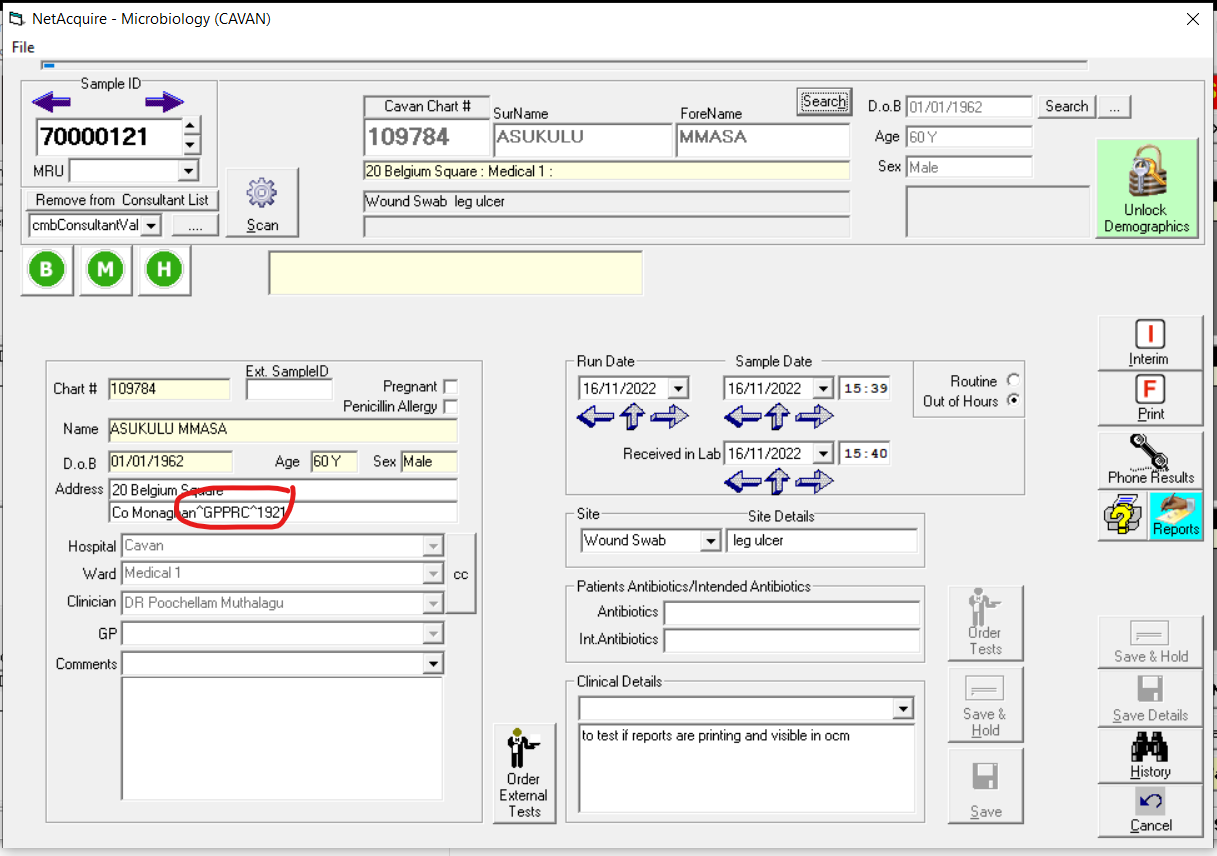 NetAcquire - Microbiology (CAVAN)
File
Sample ID
70000121
MRU
Remove from Consultant List
cmbConsultantVal
....
Scan
Cavan Chart #
SurName
ForeName
Search
109784
ASUKULU
MMASA
20 Belgium Square : Medical 1 :
Wound Swab leg ulcer
D.o.B 01/01/1962 Search ...
Age 60 Y
Sex Male
Unlock
Demographics
B M H
Chart # 109784
Ext. SampleID
Pregnant
Penicillin Allergy
Name ASUKULU MMASA
D.o.B 01/01/1962 Age 60 Y Sex Male
Address 20 Belgium Square
Co Monaghan^GPPRC^1921
Hospital Cavan
Ward Medical 1
cc
Clinician DR Poochellam Muthalagu
GP
Comments
Order
External
Tests
Run Date
16/11/2022
Sample Date
16/11/2022 15:39
Received in Lab 16/11/2022 15:40
Routine
Out of Hours
Site
Wound Swab
Site Details
leg ulcer
Patients Antibiotics/Intended Antibiotics
Antibiotics
Int.Antibiotics
Clinical Details
to test if reports are printing and visible in ocm
Order
Tests
Save &
Hold
Save
I
Interim
F
Print
Phone Results
Reports
Save & Hold
Save Details
History
Cancel